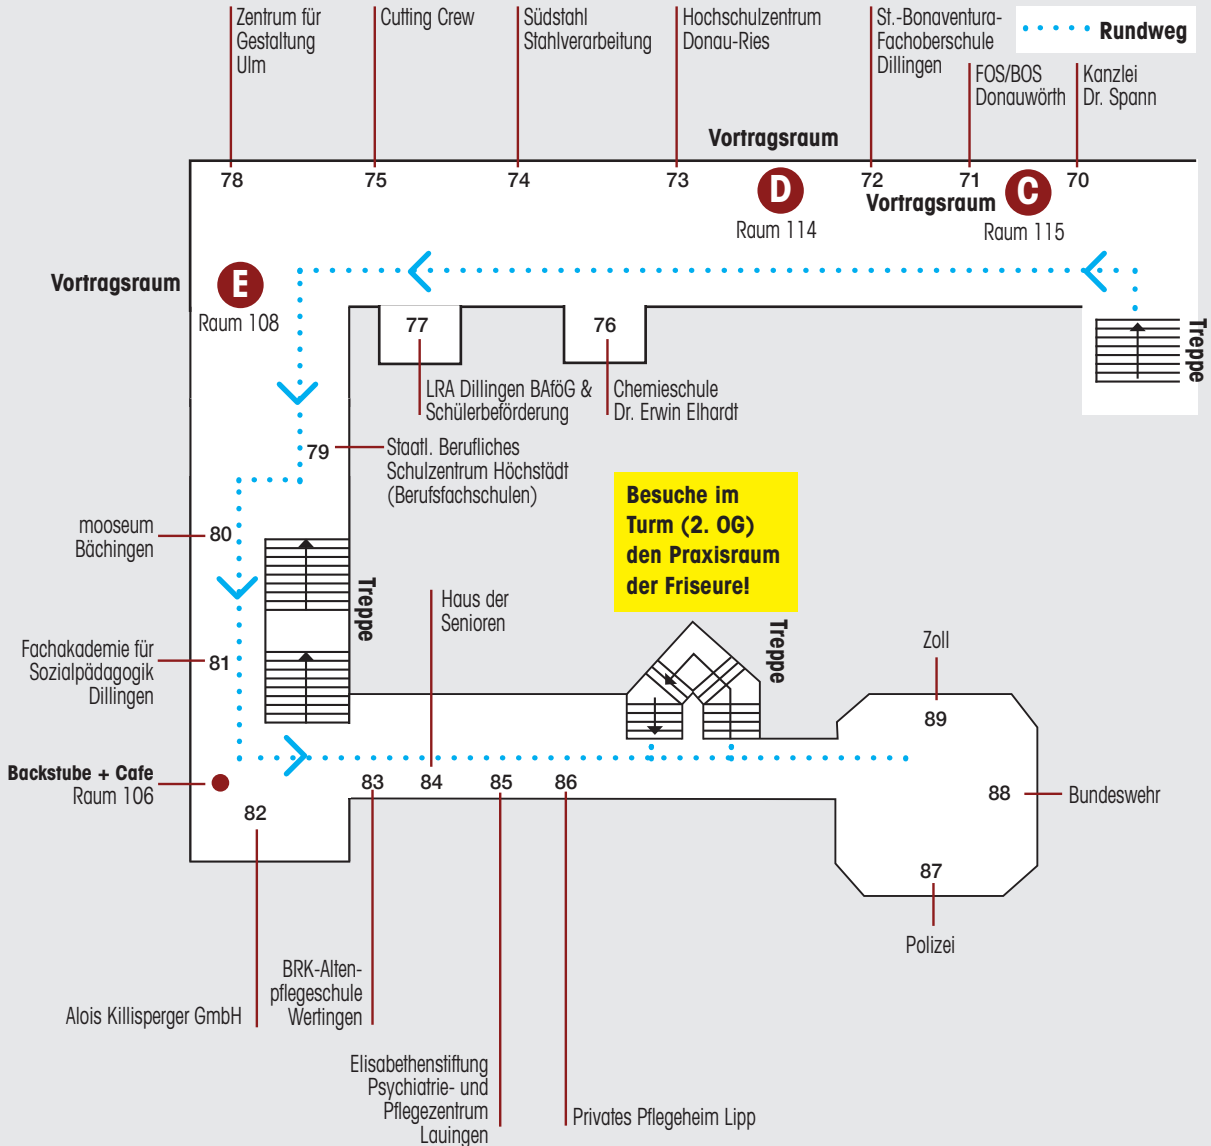 Zentrum für
Gestaltung
Ulm
Cutting Crew
Südstahl
Stahlverarbeitung
Hochschulzentrum
Donau-Ries
St.-Bonaventura-
Fachoberschule
Dillingen
Rundweg
FOS/BOS
Donauwörth
Kanzlei
Dr. Spann
Vortragsraum
78
75
74
73
D
Raum 114
72
71
70
Vortragsraum
C
Raum 115
Vortragsraum
E
Raum 108
77
76
Treppe
LRA Dillingen BAföG &
Schülerbeförderung
Chemieschule
Dr. Erwin Elhardt
79
Staatl. Berufliches
Schulzentrum Höchstädt
(Berufsfachschulen)
Besuche im
Turm (2. OG)
den Praxisraum
der Friseure!
mooseum
Bächingen
80
Treppe
Haus der
Senioren
Treppe
Fachakademie für
Sozialpädagogik
Dillingen
81
Zoll
89
Backstube + Cafe
Raum 106
82
83
84
85
86
88
Bundeswehr
87
Polizei
Alois Killisperger GmbH
BRK-Alten-
pflegeschule
Wertingen
Elisabethenstiftung
Psychiatrie- und
Pflegezentrum
Lauingen
Privates Pflegeheim Lipp